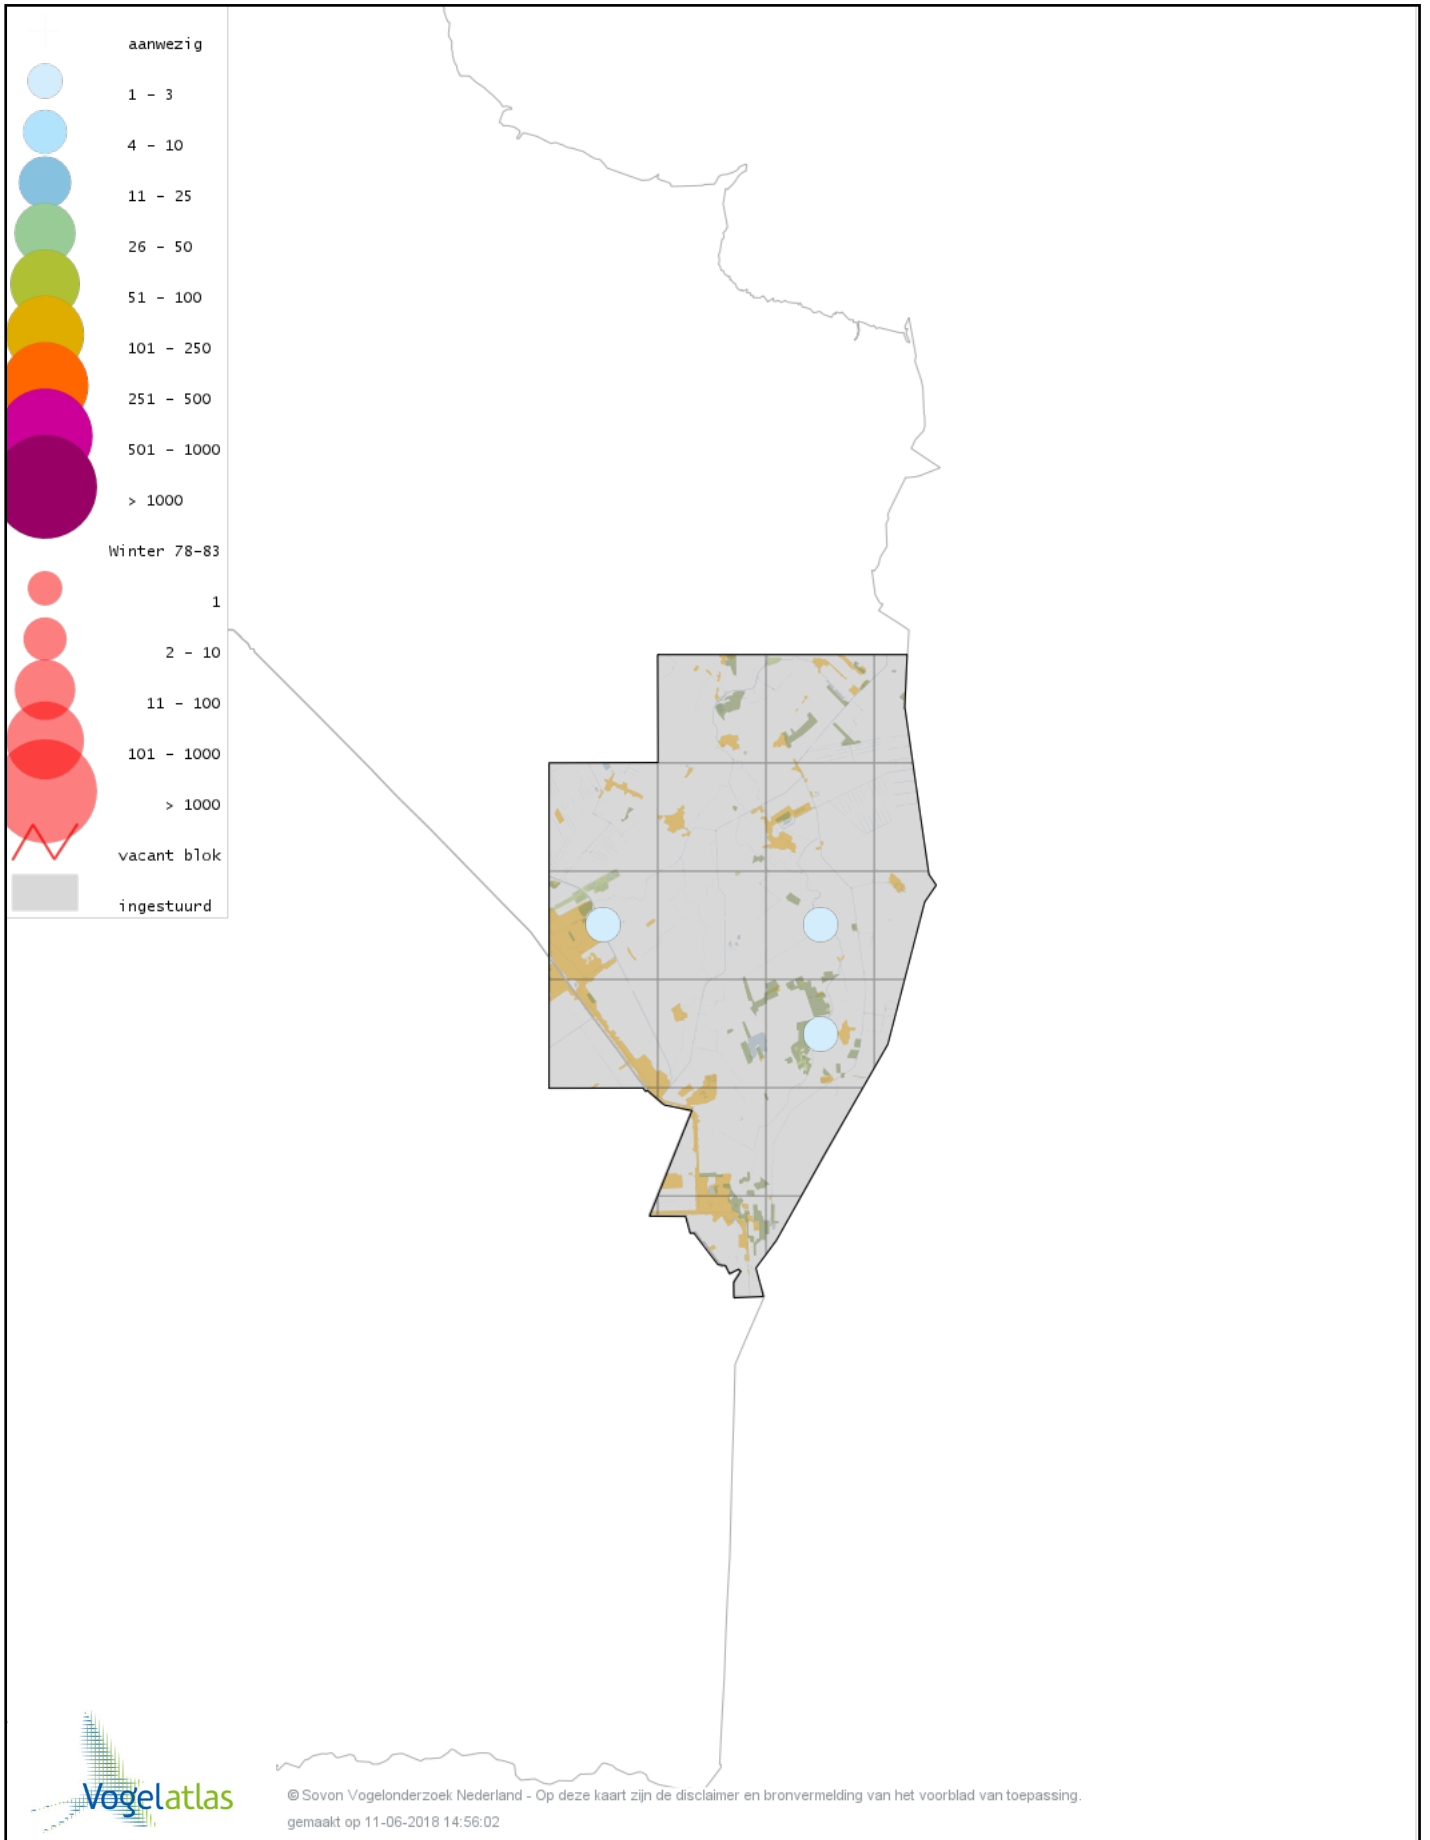 aanwezig
1 - 3
4 - 10
11 - 25
26 - 50
51 - 100
101 - 250
251 - 500
501 - 1000
> 1000
Winter 78-83
1
2 - 10
11 - 100
101 - 1000
> 1000
vacant blok
ingestuurd
Vogelatlas
© Sovon Vogelonderzoek Nederland - Op deze kaart zijn de disclaimer en bronvermelding van het voorblad van toepassing.
gemaakt op 11-06-2018 14:56:02